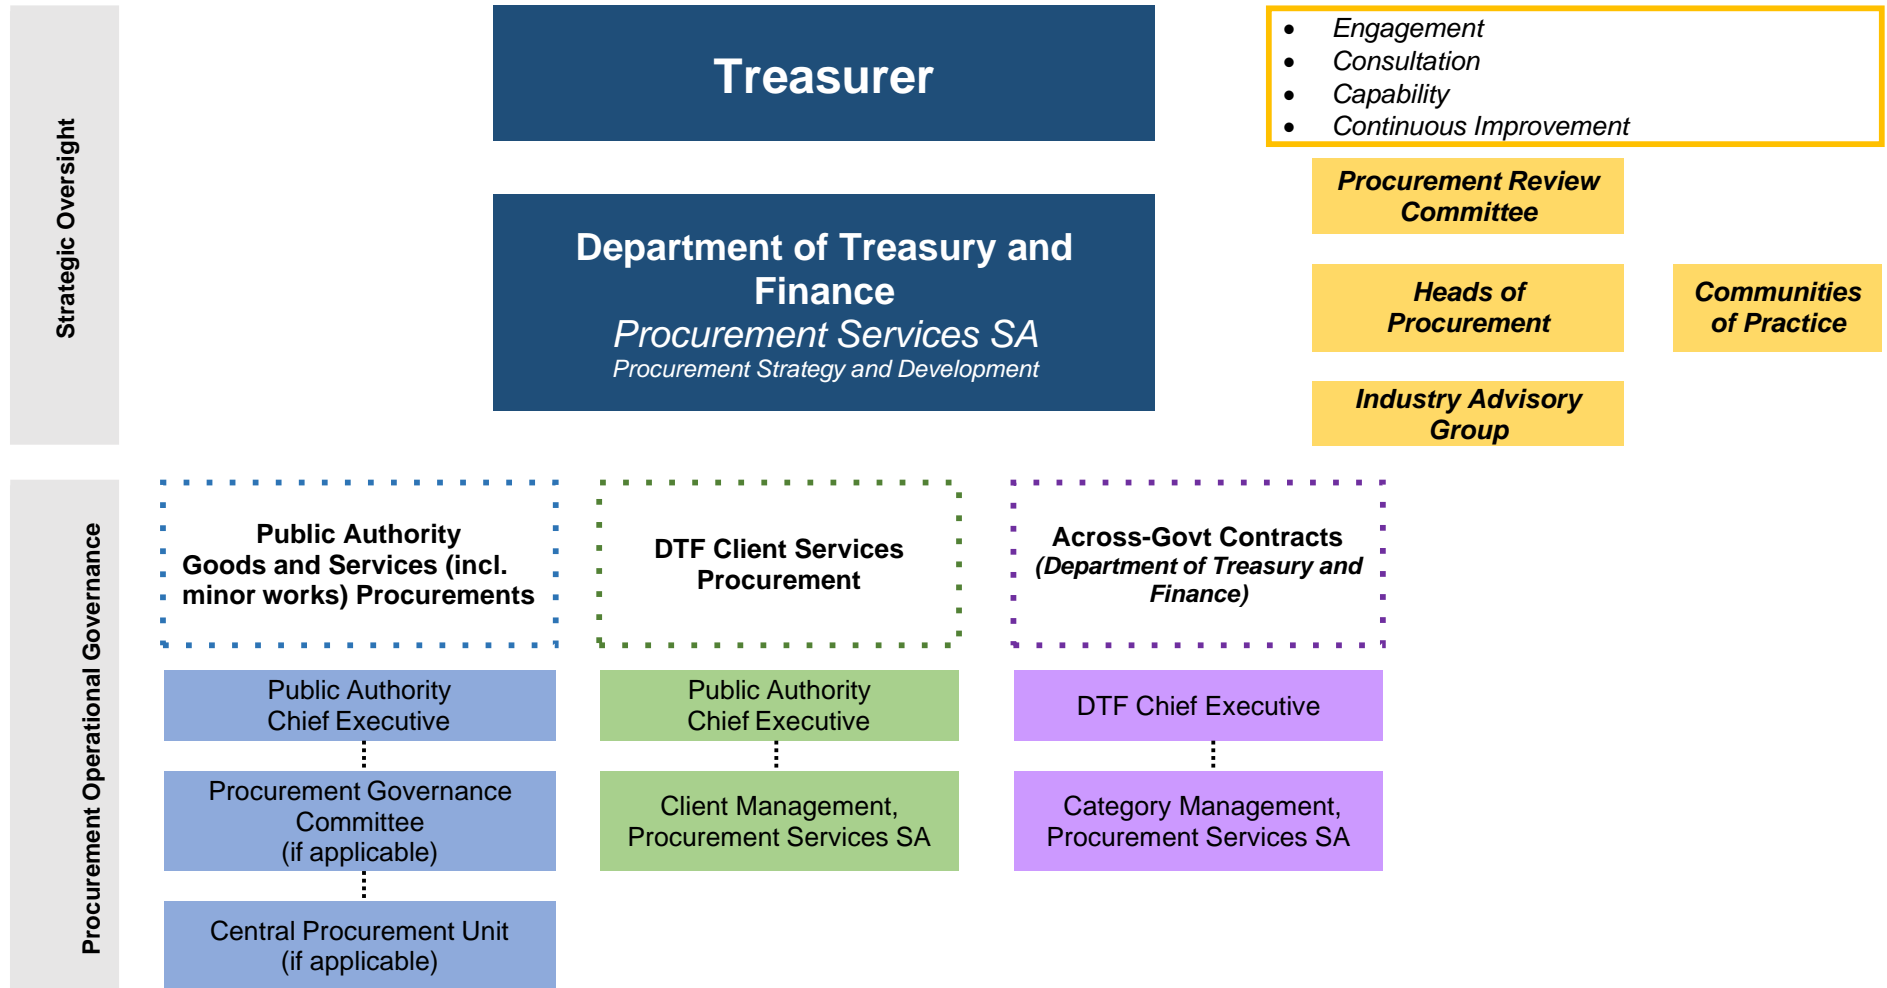 Strategic Oversight
Treasurer
Department of Treasury and
Finance
Procurement Services SA
Procurement Strategy and Development
• Engagement
• Consultation
• Capability
• Continuous Improvement
Procurement Review
Committee
Heads of
Procurement
Communities
of Practice
Industry Advisory
Group
Procurement Operational Governance
Public Authority
Goods and Services (incl.
minor works) Procurements
Public Authority
Chief Executive
Procurement Governance
Committee
(if applicable)
Central Procurement Unit
(if applicable)
DTF Client Services
Procurement
Public Authority
Chief Executive
Client Management,
Procurement Services SA
Across-Govt Contracts
(Department of Treasury and
Finance)
DTF Chief Executive
Category Management,
Procurement Services SA